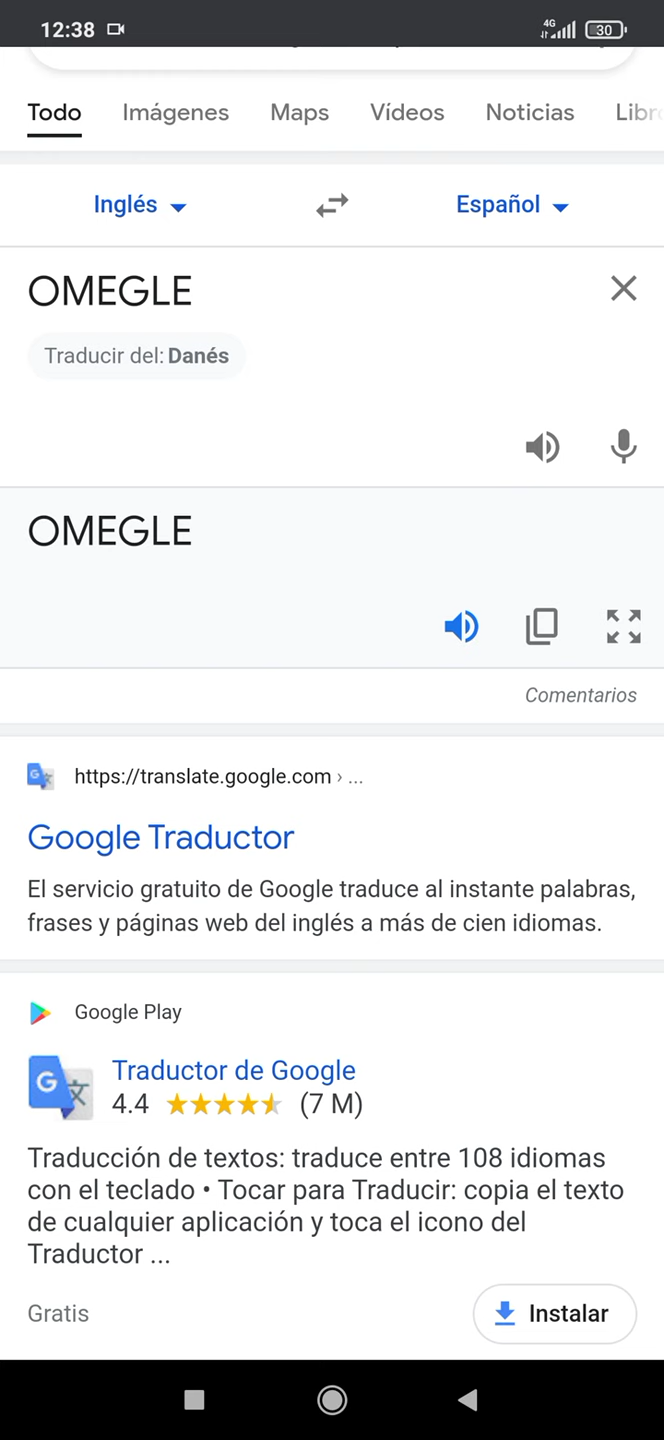 12:38
4G
30
Todo Imágenes Maps Vídeos Noticias Libr
Inglés Español
OMEGLE
Traducir del: Danés
OMEGLE
Comentarios
https://translate.google.com › ...
Google Traductor
El servicio gratuito de Google traduce al instante palabras,
frases y páginas web del inglés a más de cien idiomas.
Google Play
Traductor de Google
4.4 (7 M)
Traducción de textos: traduce entre 108 idiomas
con el teclado • Tocar para Traducir: copia el texto
de cualquier aplicación y toca el icono del
Traductor ...
Gratis
Instalar